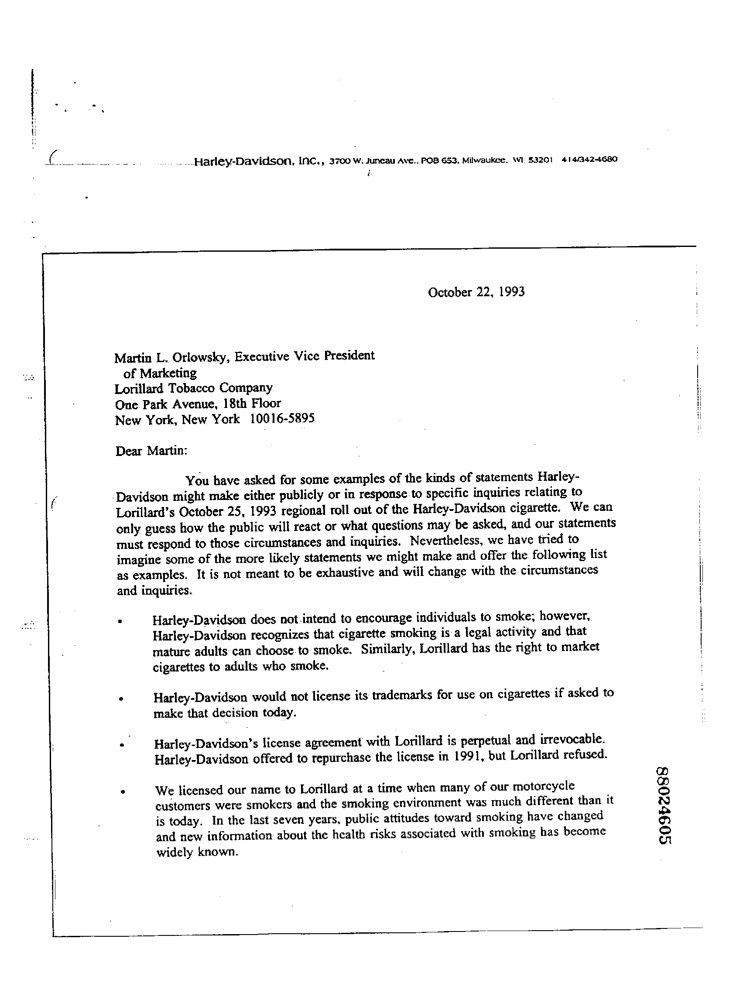 Harley-Davidson, Inc., 3700 W. Juneau Ave., POB 653, Milwaukee, WI 53201 414/342-4680
October 22, 1993
Martin L. Orlowsky, Executive Vice President
of Marketing
Lorillard Tobacco Company
One Park Avenue, 18th Floor
New York, New York 10016-5895
Dear Martin:
You have asked for some examples of the kinds of statements Harley-
Davidson might make either publicly or in response to specific inquiries relating to
Lorillard's October 25, 1993 regional roll out of the Harley-Davidson cigarette. We can
only guess how the public will react or what questions may be asked, and our statements
must respond to those circumstances and inquiries. Nevertheless, we have tried to
imagine some of the more likely statements we might make and offer the following list
as examples. It is not meant to be exhaustive and will change with the circumstances
and inquiries.
• Harley-Davidson does not intend to encourage individuals to smoke; however,
Harley-Davidson recognizes that cigarette smoking is a legal activity and that
mature adults can choose to smoke. Similarly, Lorillard has the right to market
cigarettes to adults who smoke.
• Harley-Davidson would not license its trademarks for use on cigarettes if asked to
make that decision today.
• Harley-Davidson's license agreement with Lorillard is perpetual and irrevocable.
Harley-Davidson offered to repurchase the license in 1991, but Lorillard refused.
• We licensed our name to Lorillard at a time when many of our motorcycle
customers were smokers and the smoking environment was much different than it
is today. In the last seven years, public attitudes toward smoking have changed
and new information about the health risks associated with smoking has become
widely known.
88024605